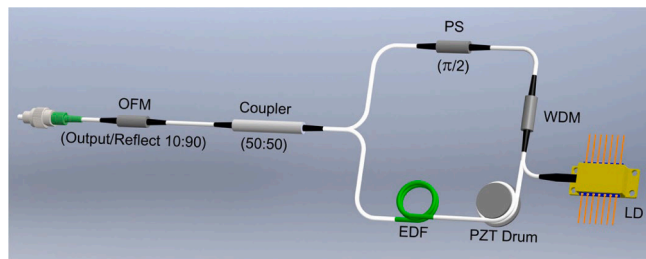 PS
(π/2)
OFM
(Output/Reflect 10:90)
Coupler
(50:50)
WDM
LD
EDF
PZT Drum